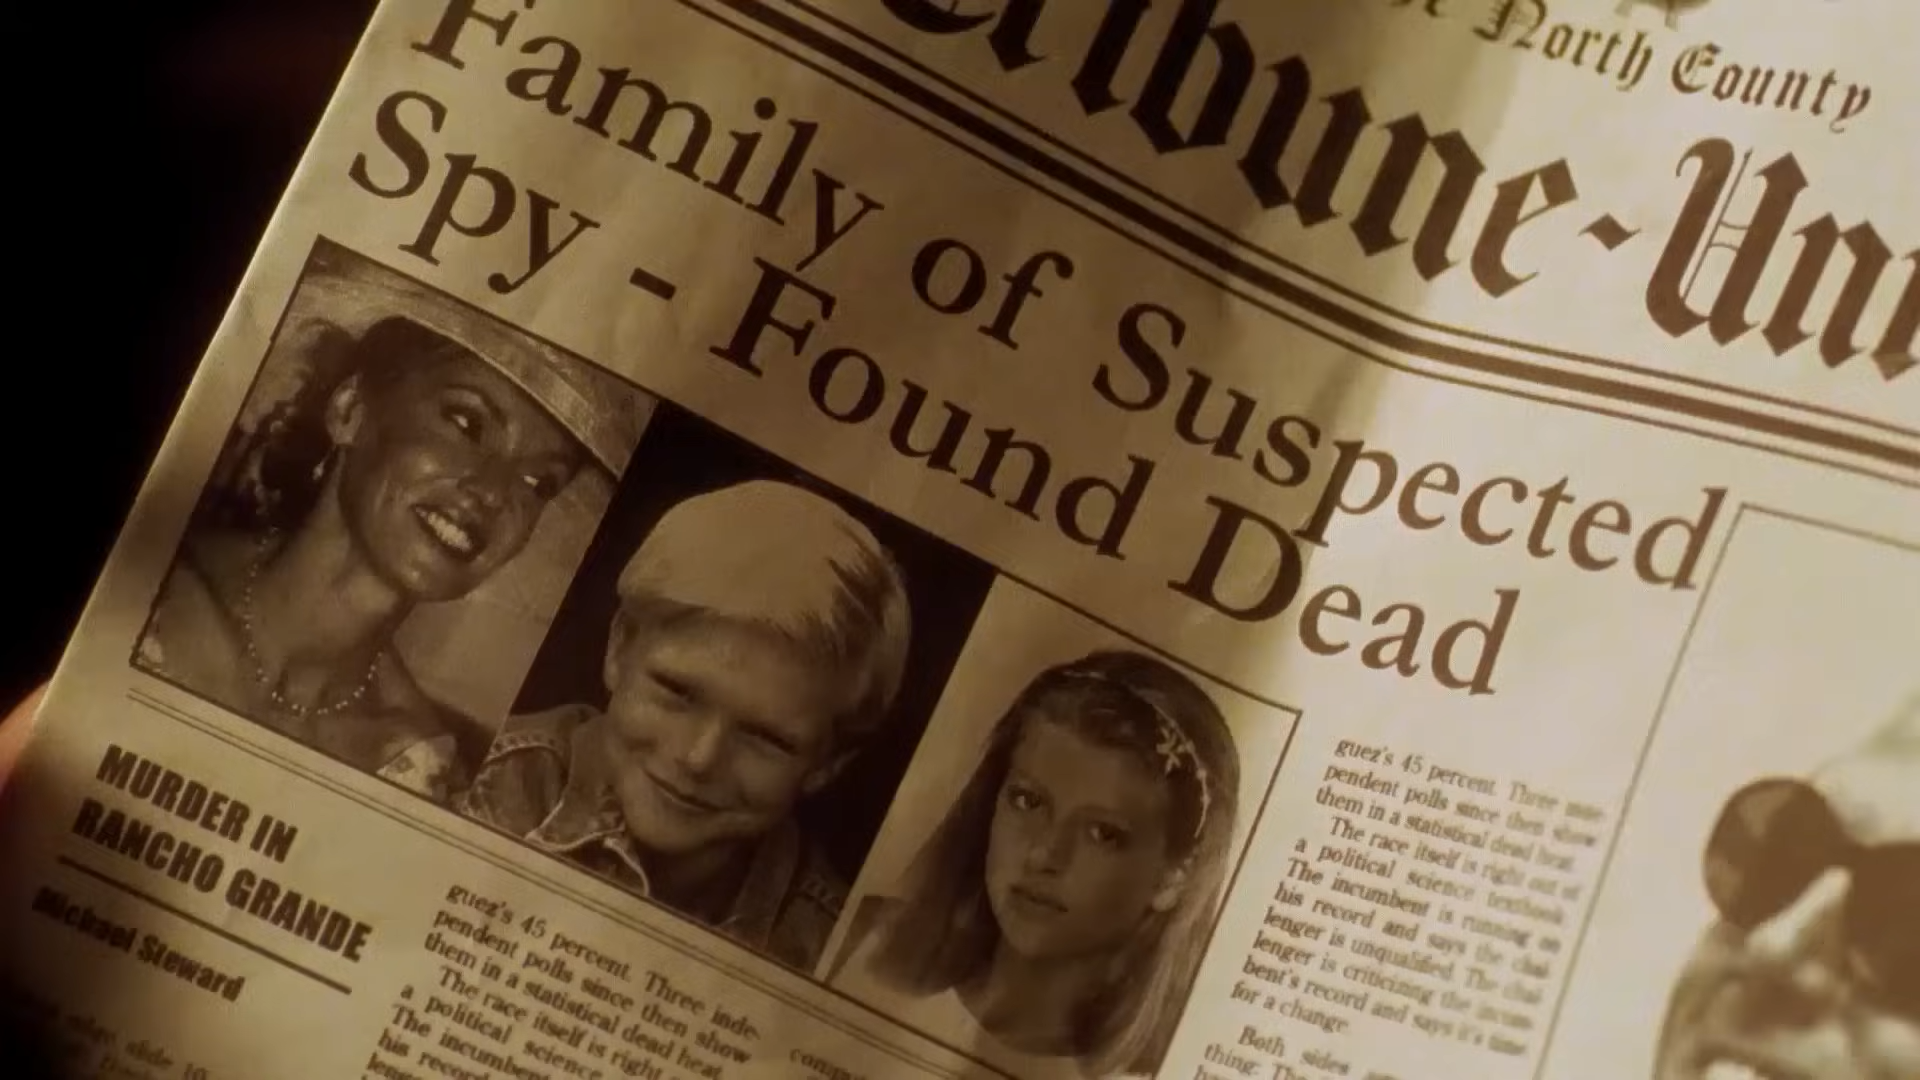 North County
Tribune-Un
Family of Suspected
Spy - Found Dead
MURDER IN
RANCHO GRANDE
Michael Steward
slide 10
guez's 45 percent. Three inde-
pendent polls since then show
them in a statistical dead heat.
The race itself is right
a political science
The incumbent
his record
guez's 45 percent. Three
pendent polls since then show
them in a statistical dead heat.
The race itself is right out of
a political science textbook.
The incumbent is running on
his record and says the chal-
lenger is unqualified. The chal-
lenger is criticizing the incum-
bent's record and says it's time
for a change.
Both sides
thing: The